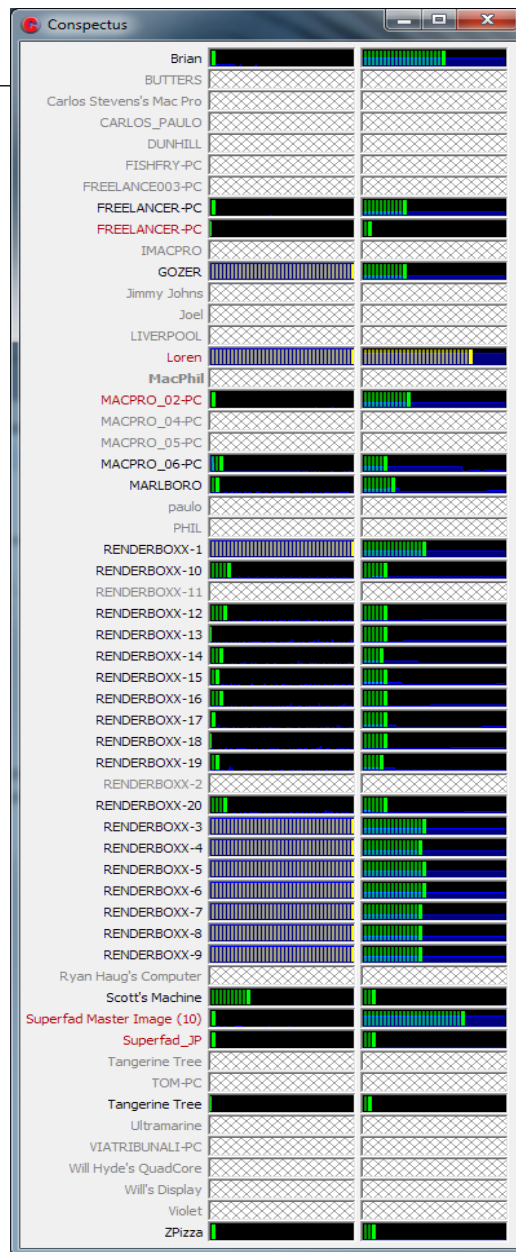 Conspectus
Brian
BUTTERS
Carlos Stevens's Mac Pro
CARLOS_PAULO
DUNHILL
FISHFRY-PC
FREELANCE003-PC
FREELANCER-PC
FREELANCER-PC
IMACPRO
GOZER
Jimmy Johns
Joel
LIVERPOOL
Loren
MacPhil
MACPRO_02-PC
MACPRO_04-PC
MACPRO_05-PC
MACPRO_06-PC
MARLBORO
paulo
PHIL
RENDERBOXX-1
RENDERBOXX-10
RENDERBOXX-11
RENDERBOXX-12
RENDERBOXX-13
RENDERBOXX-14
RENDERBOXX-15
RENDERBOXX-16
RENDERBOXX-17
RENDERBOXX-18
RENDERBOXX-19
RENDERBOXX-2
RENDERBOXX-20
RENDERBOXX-3
RENDERBOXX-4
RENDERBOXX-5
RENDERBOXX-6
RENDERBOXX-7
RENDERBOXX-8
RENDERBOXX-9
Ryan Haug's Computer
Scott's Machine
Superfad Master Image (10)
Superfad_JP
Tangerine Tree
TOM-PC
Tangerine Tree
Ultramarine
VIATRIBUNALI-PC
Will Hyde's QuadCore
Will's Display
Violet
ZPizza